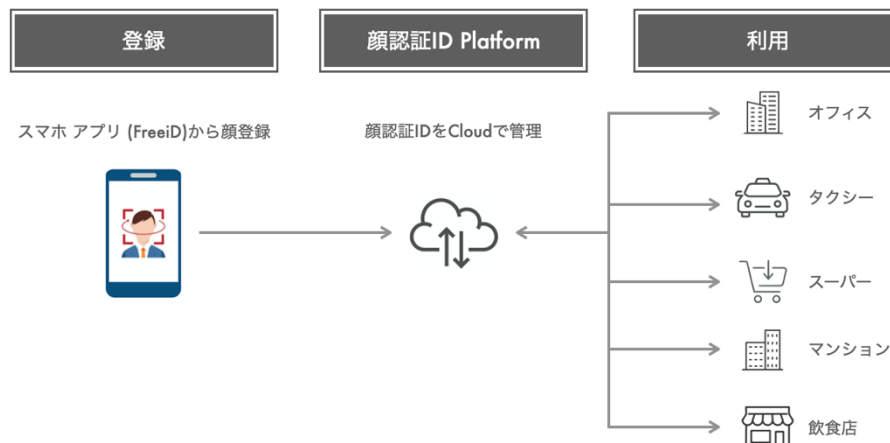 登録
顔認証ID Platform
利用
スマホ アプリ (FreeiD)から顔登録
顔認証IDをCloudで管理
オフィス
タクシー
スーパー
マンション
飲食店